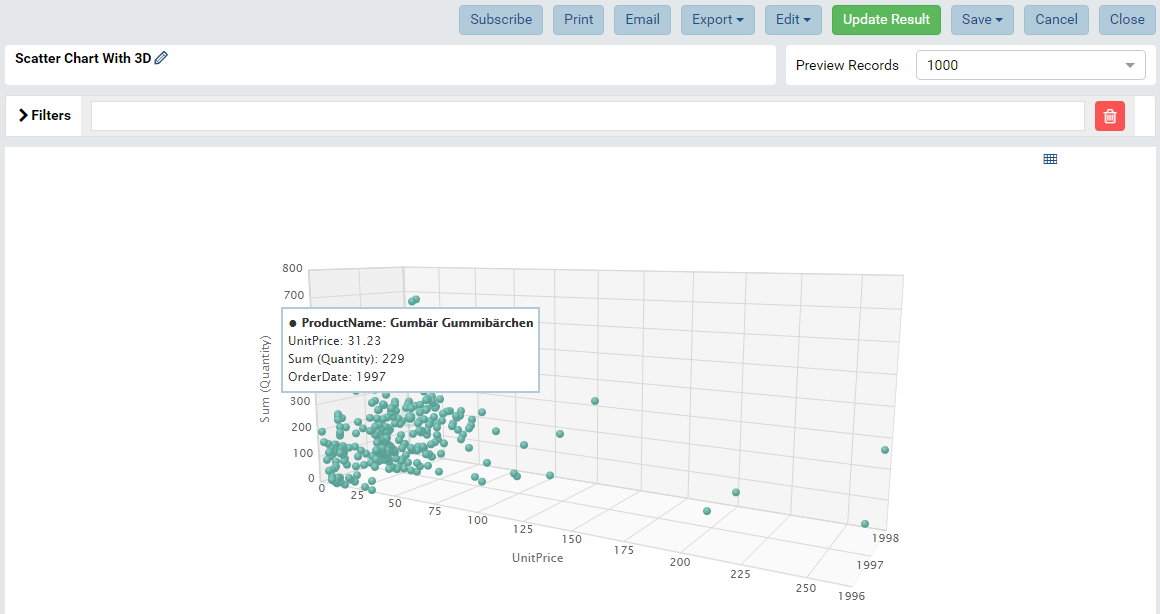 Subscribe Print Email Export Edit Update Result Save Cancel Close
Scatter Chart With 3D
Preview Records 1000
Filters
800
700
ProductName: Gumbär Gummibärchen
UnitPrice: 31.23
Sum (Quantity): 229
OrderDate: 1997
Sum (Quantity)
300
200
100
0
0
25
50
75
100
125
150
175
200
225
250
UnitPrice
1998
1997
1996